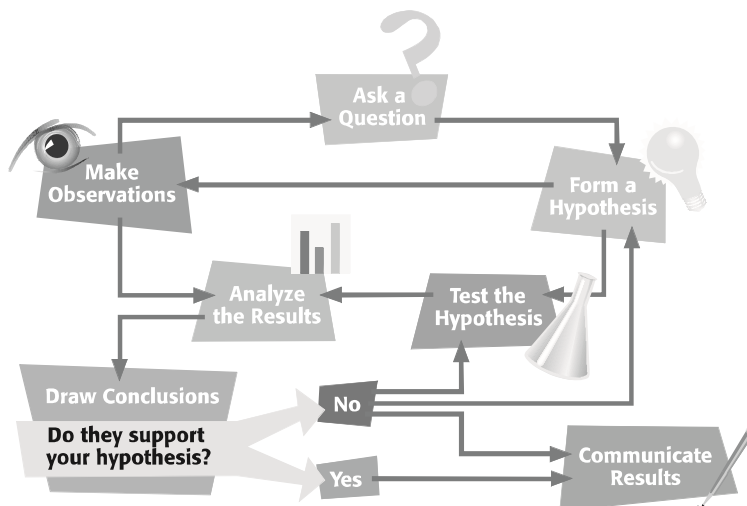 Ask a
Question
Make
Observations
Form a
Hypothesis
Analyze
the Results
Test the
Hypothesis
Draw Conclusions
Do they support
your hypothesis?
No
Yes
Communicate
Results